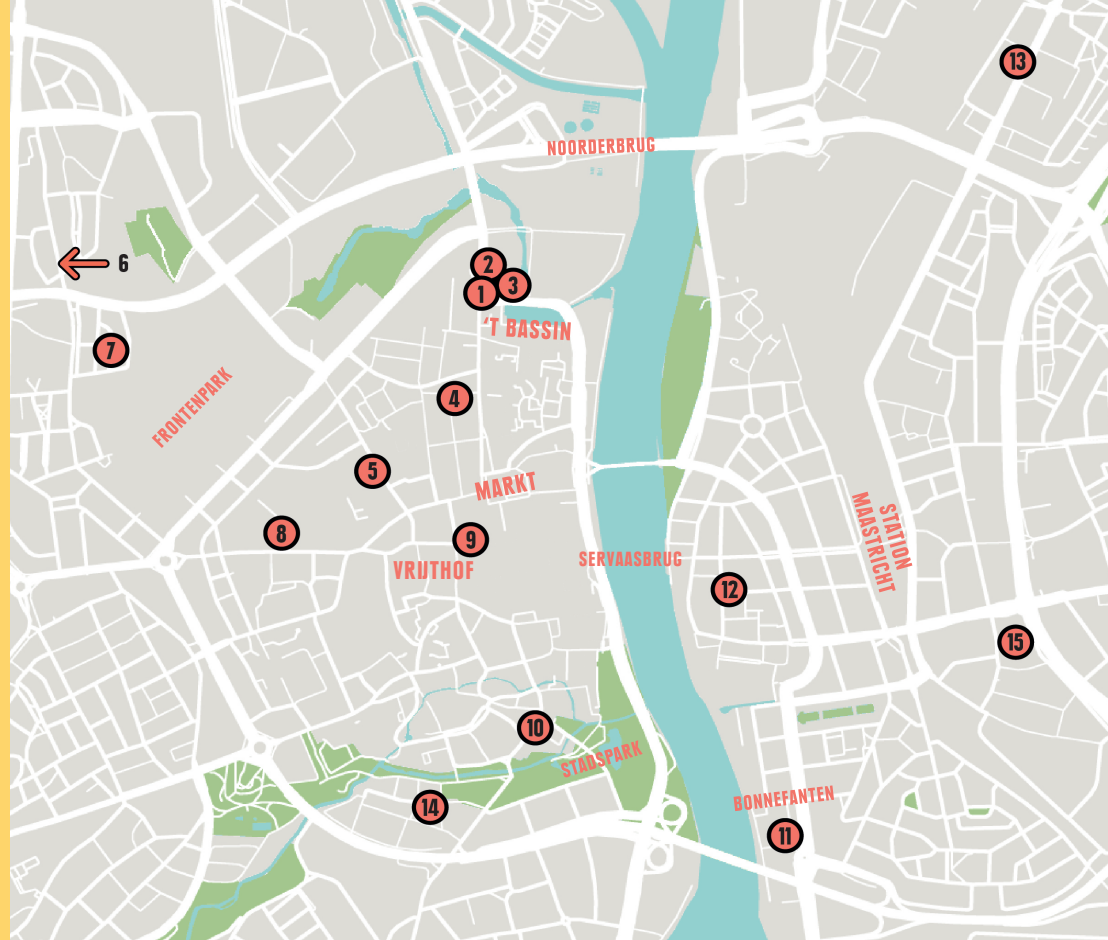 13
NOORDERBRUG
6
2
3
1
'T BASSIN
7
FRONTENPARK
4
5
MARKT
8
9
VRIJTHOF
SERVAASBRUG
STATION
MAASTRICHT
12
15
10
STADSPARK
14
BONNEFANTEN
11